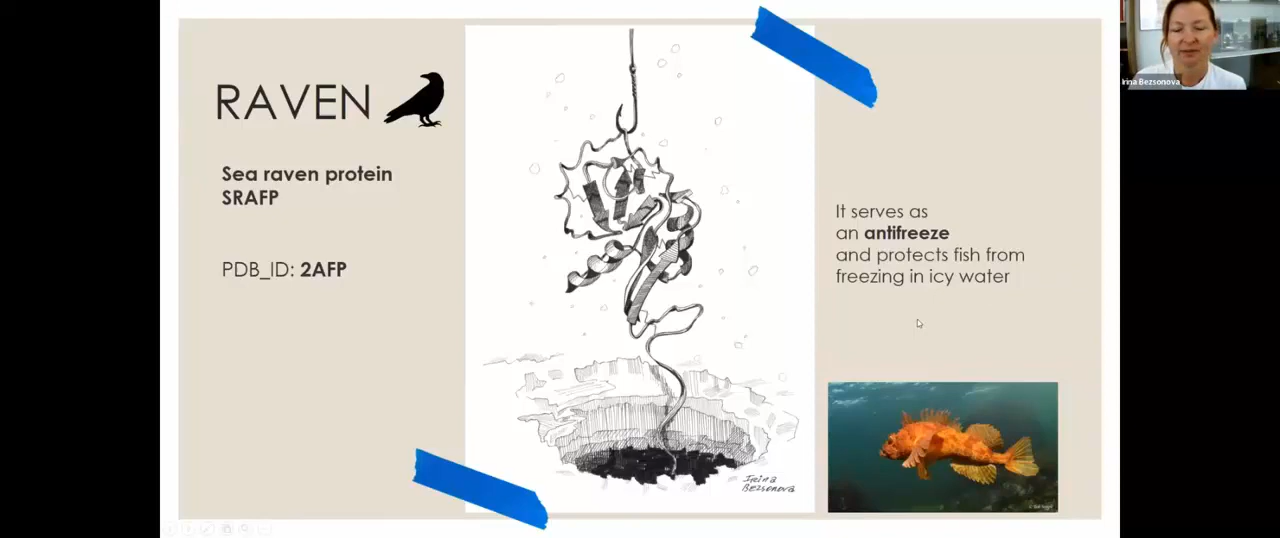 RAVEN
Sea raven protein
SRAFP
PDB_ID: 2AFP
It serves as
an antifreeze
and protects fish from
freezing in icy water
Irina
Bezsonova
Irina Bezsonova